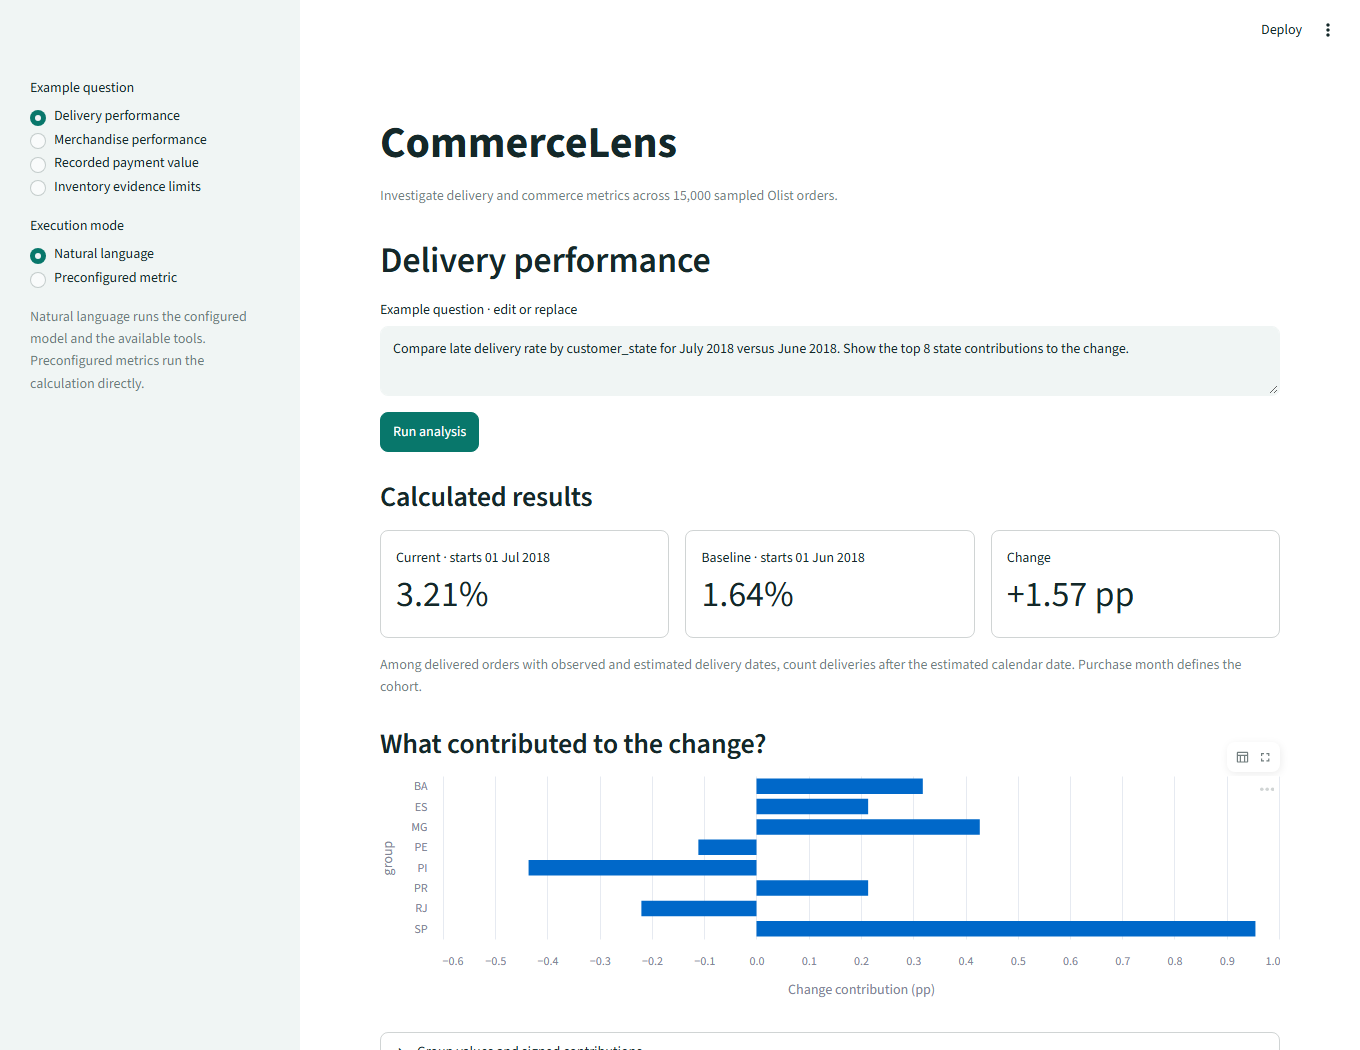 Deploy
Example question
Delivery performance
Merchandise performance
Recorded payment value
Inventory evidence limits
Execution mode
Natural language
Preconfigured metric
Natural language runs the configured
model and the available tools.
Preconfigured metrics run the
calculation directly.
CommerceLens
Investigate delivery and commerce metrics across 15,000 sampled Olist orders.
Delivery performance
Example question · edit or replace
Compare late delivery rate by customer_state for July 2018 versus June 2018. Show the top 8 state contributions to the change.
Run analysis
Calculated results
Current · starts 01 Jul 2018
3.21%
Baseline · starts 01 Jun 2018
1.64%
Change
+1.57 pp
Among delivered orders with observed and estimated delivery dates, count deliveries after the estimated calendar date. Purchase month defines the
cohort.
What contributed to the change?
group
BA
ES
MG
PE
PI
PR
RJ
SP
−0.6 −0.5 −0.4 −0.3 −0.2 −0.1 0.0 0.1 0.2 0.3 0.4 0.5 0.6 0.7 0.8 0.9 1.0
Change contribution (pp)
Group values and signed contributions